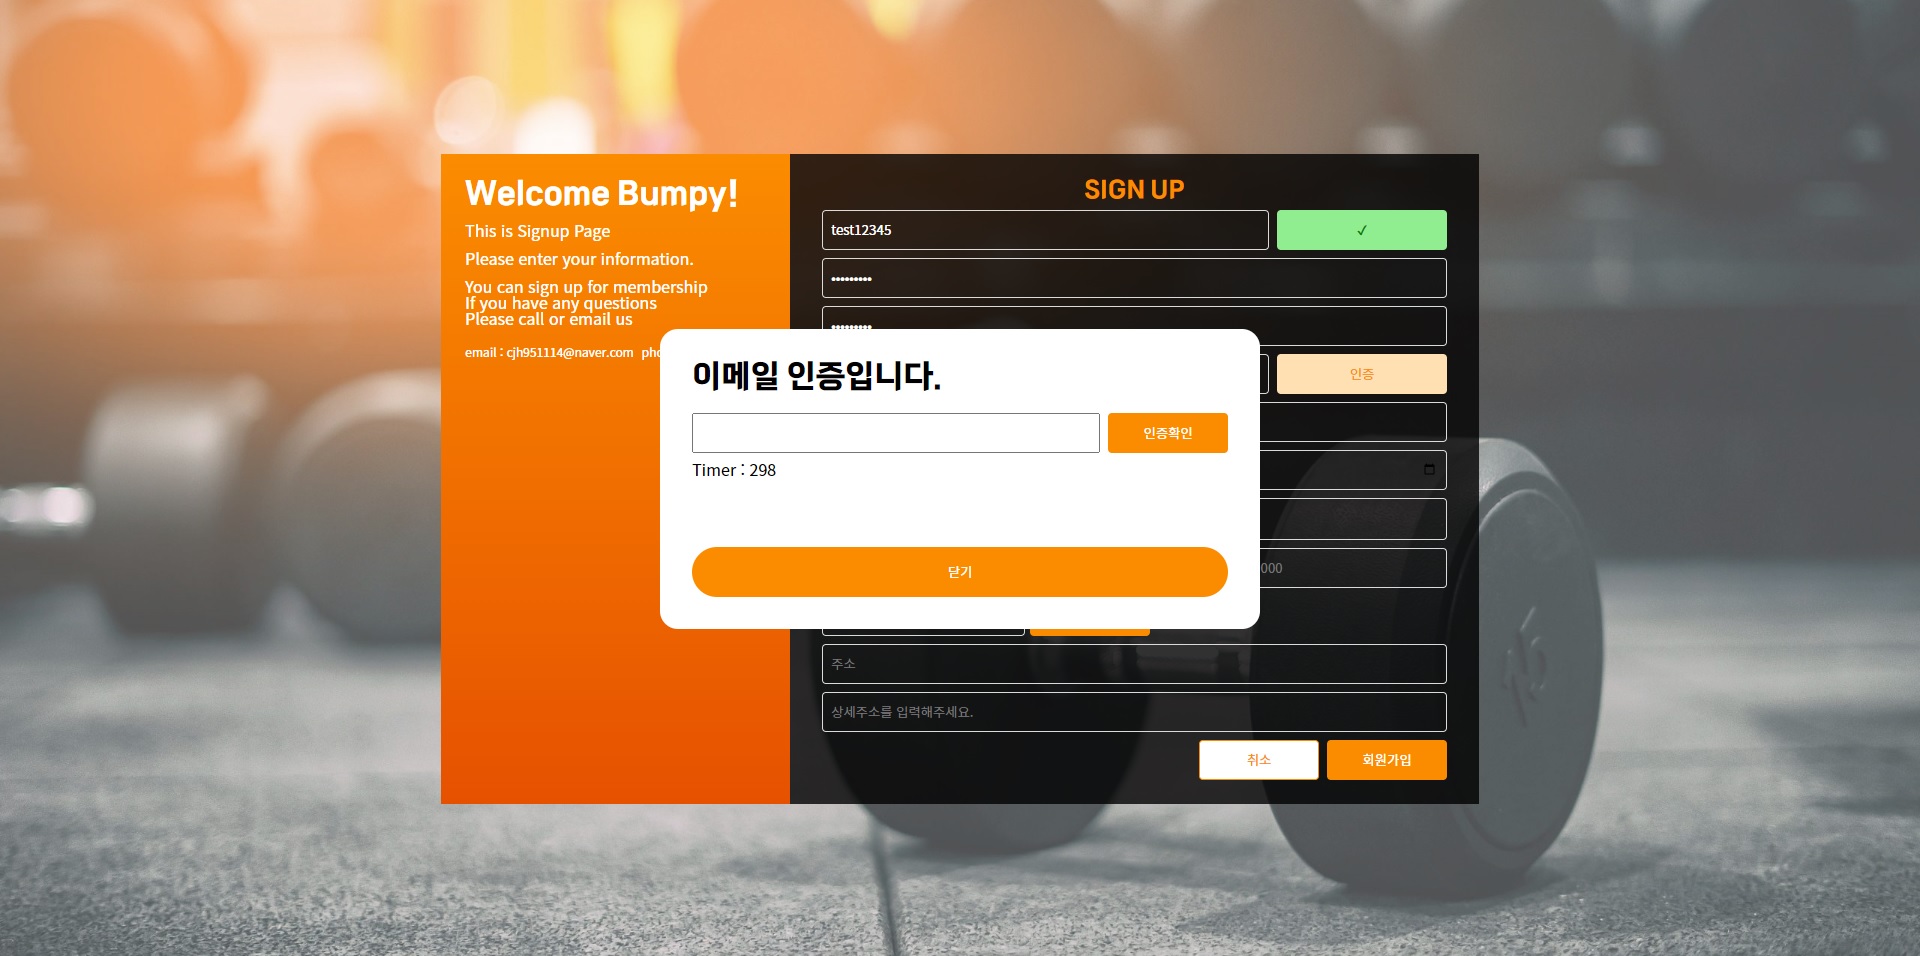 Welcome Bumpy!
This is Signup Page
Please enter your information.
You can sign up for membership
If you have any questions
Please call or email us
email : cjh951114@naver.com
SIGN UP
test12345
✓
•••••••••
•••••••••
인증
이메일 인증입니다.
인증확인
Timer : 298
닫기
주소
상세주소를 입력해주세요.
취소
회원가입